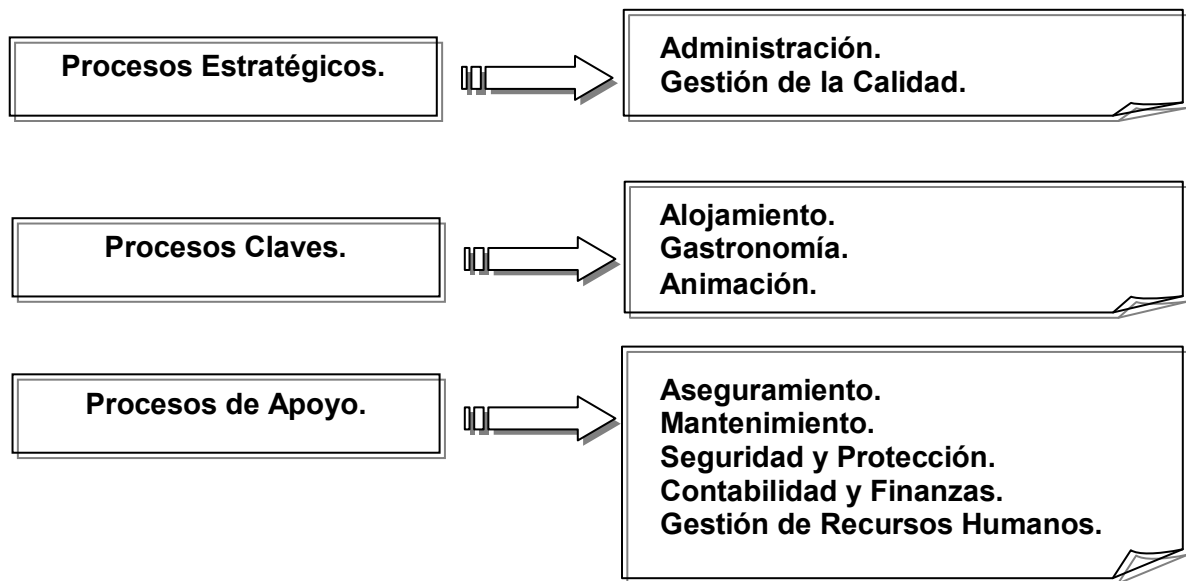 Procesos Estratégicos.
Administración.
Gestión de la Calidad.
Procesos Claves.
Alojamiento.
Gastronomía.
Animación.
Procesos de Apoyo.
Aseguramiento.
Mantenimiento.
Seguridad y Protección.
Contabilidad y Finanzas.
Gestión de Recursos Humanos.